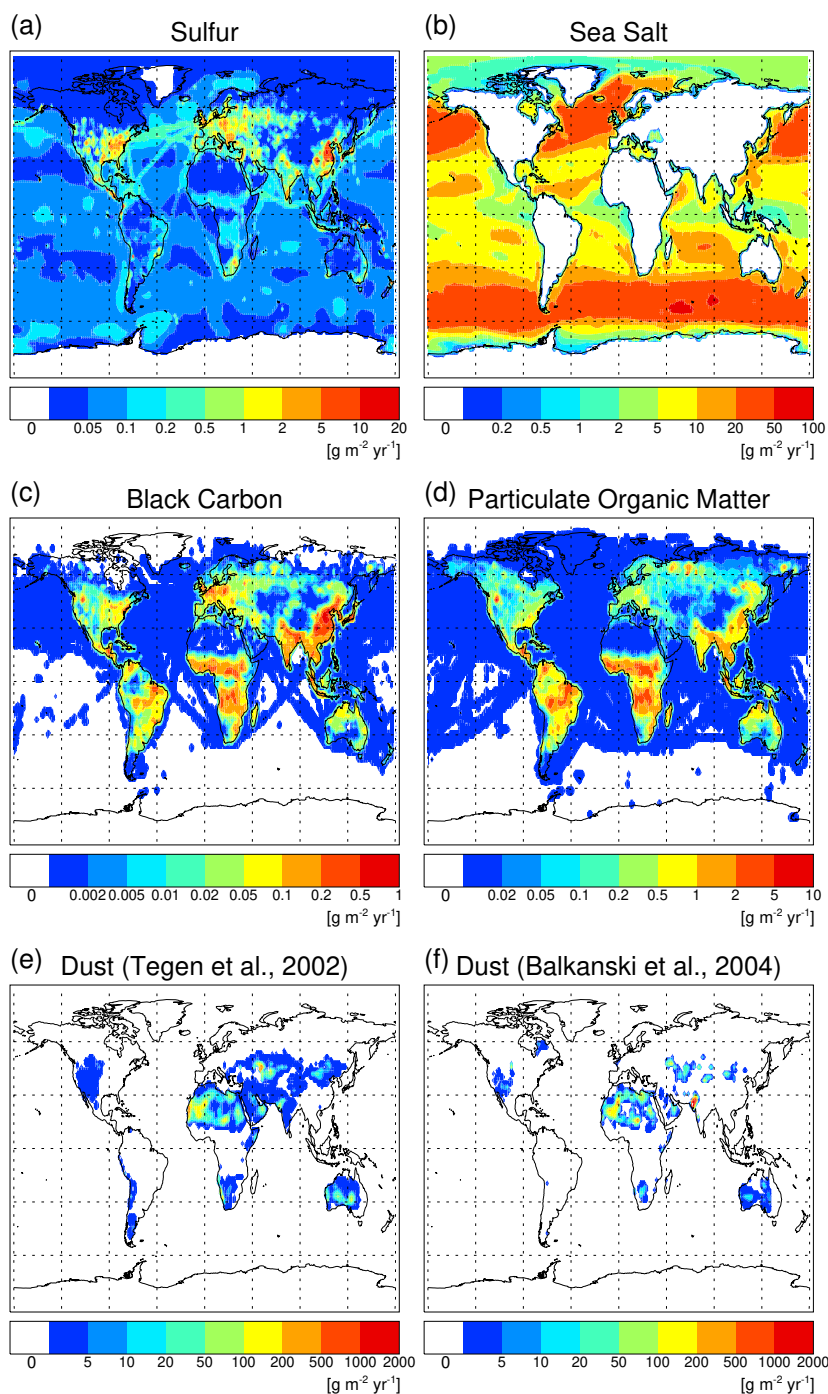 (a) Sulfur
(b) Sea Salt
0 0.05 0.1 0.2 0.5 1 2 5 10 20
[g m⁻² yr⁻¹]
0 0.2 0.5 1 2 5 10 20 50 100
[g m⁻² yr⁻¹]
(c) Black Carbon
(d) Particulate Organic Matter
0 0.002 0.005 0.01 0.02 0.05 0.1 0.2 0.5 1
[g m⁻² yr⁻¹]
0 0.02 0.05 0.1 0.2 0.5 1 2 5 10
[g m⁻² yr⁻¹]
(e) Dust (Tegen et al., 2002)
(f) Dust (Balkanski et al., 2004)
0 5 10 20 50 100 200 500 1000 2000
[g m⁻² yr⁻¹]
0 5 10 20 50 100 200 500 1000 2000
[g m⁻² yr⁻¹]